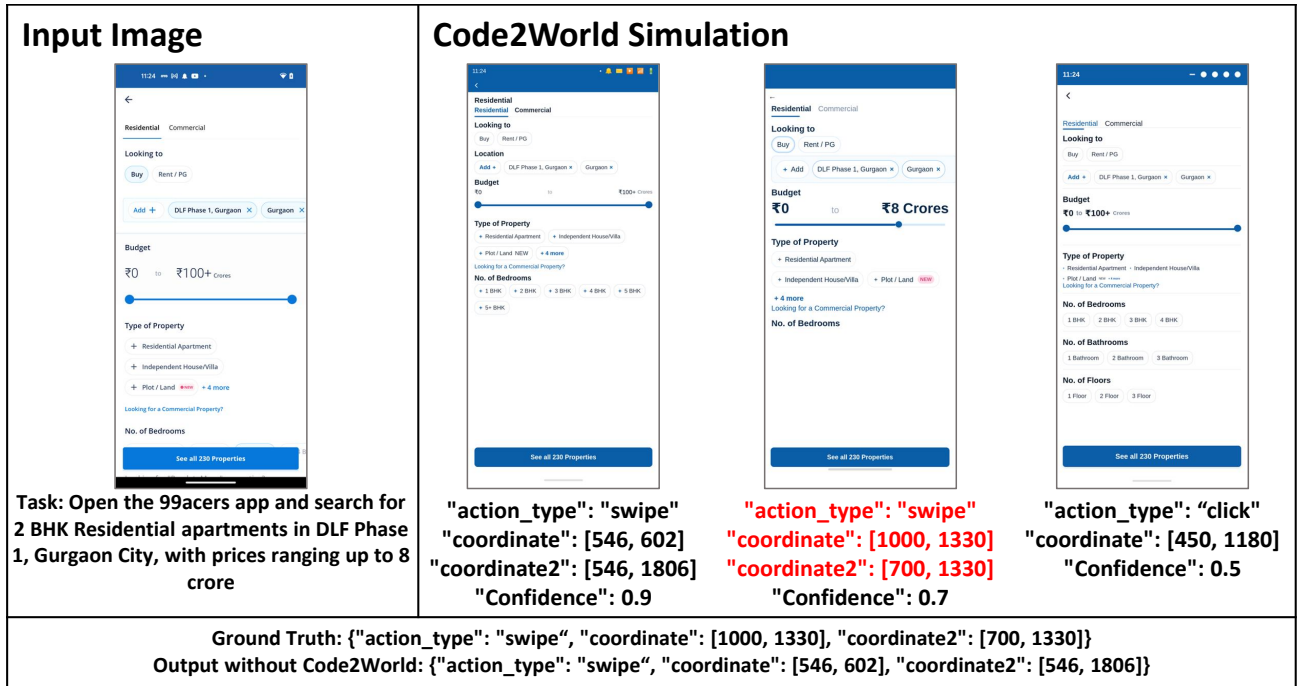 Input Image
11:24
Residential Commercial
Looking to
Buy Rent / PG
Add + DLF Phase 1, Gurgaon × Gurgaon ×
Budget
₹0 to ₹100+ Crores
Type of Property
+ Residential Apartment
+ Independent House/Villa
+ Plot / Land NEW + 4 more
Looking for a Commercial Property?
No. of Bedrooms
See all 230 Properties
Task: Open the 99acers app and search for
2 BHK Residential apartments in DLF Phase
1, Gurgaon City, with prices ranging up to 8
crore
Code2World Simulation
11:24
Residential
Residential Commercial
Looking to
Buy Rent / PG
Location
Add + DLF Phase 1, Gurgaon × Gurgaon ×
Budget
₹0 to ₹100+ Crores
Type of Property
+ Residential Apartment + Independent House/Villa
+ Plot / Land NEW + 4 more
Looking for a Commercial Property?
No. of Bedrooms
+ 1 BHK + 2 BHK + 3 BHK + 4 BHK + 5 BHK
+ 5+ BHK
See all 230 Properties
"action_type": "swipe"
"coordinate": [546, 602]
"coordinate2": [546, 1806]
"Confidence": 0.9
Residential Commercial
Looking to
Buy Rent / PG
+ Add DLF Phase 1, Gurgaon × Gurgaon ×
Budget
₹0 to ₹8 Crores
Type of Property
+ Residential Apartment
+ Independent House/Villa + Plot / Land NEW
+ 4 more
Looking for a Commercial Property?
No. of Bedrooms
See all 230 Properties
"action_type": "swipe"
"coordinate": [1000, 1330]
"coordinate2": [700, 1330]
"Confidence": 0.7
11:24
Residential Commercial
Looking to
Buy Rent / PG
Add + DLF Phase 1, Gurgaon × Gurgaon ×
Budget
₹0 to ₹100+ Crores
Type of Property
+ Residential Apartment + Independent House/Villa
+ Plot / Land NEW + 4 more
Looking for a Commercial Property?
No. of Bedrooms
1 BHK 2 BHK 3 BHK 4 BHK
No. of Bathrooms
1 Bathroom 2 Bathroom 3 Bathroom
No. of Floors
1 Floor 2 Floor 3 Floor
See all 230 Properties
"action_type": “click"
"coordinate": [450, 1180]
"Confidence": 0.5
Ground Truth: {"action_type": "swipe“, "coordinate": [1000, 1330], "coordinate2": [700, 1330]}
Output without Code2World: {"action_type": "swipe“, "coordinate": [546, 602], "coordinate2": [546, 1806]}